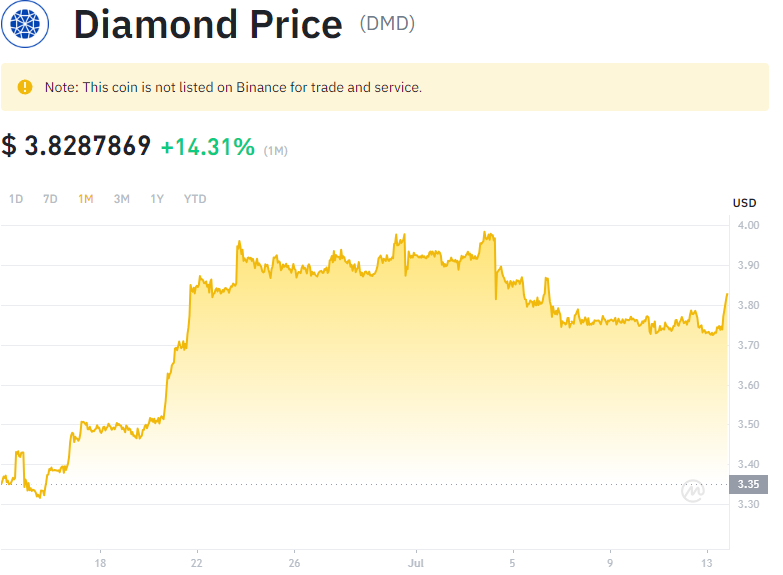 Diamond Price (DMD)
Note: This coin is not listed on Binance for trade and service.
$ 3.8287869 +14.31% (1M)
1D 7D 1M 3M 1Y YTD
USD
4.00
3.90
3.80
3.70
3.60
3.50
3.40
3.35
3.30
18 22 26 Jul 5 9 13